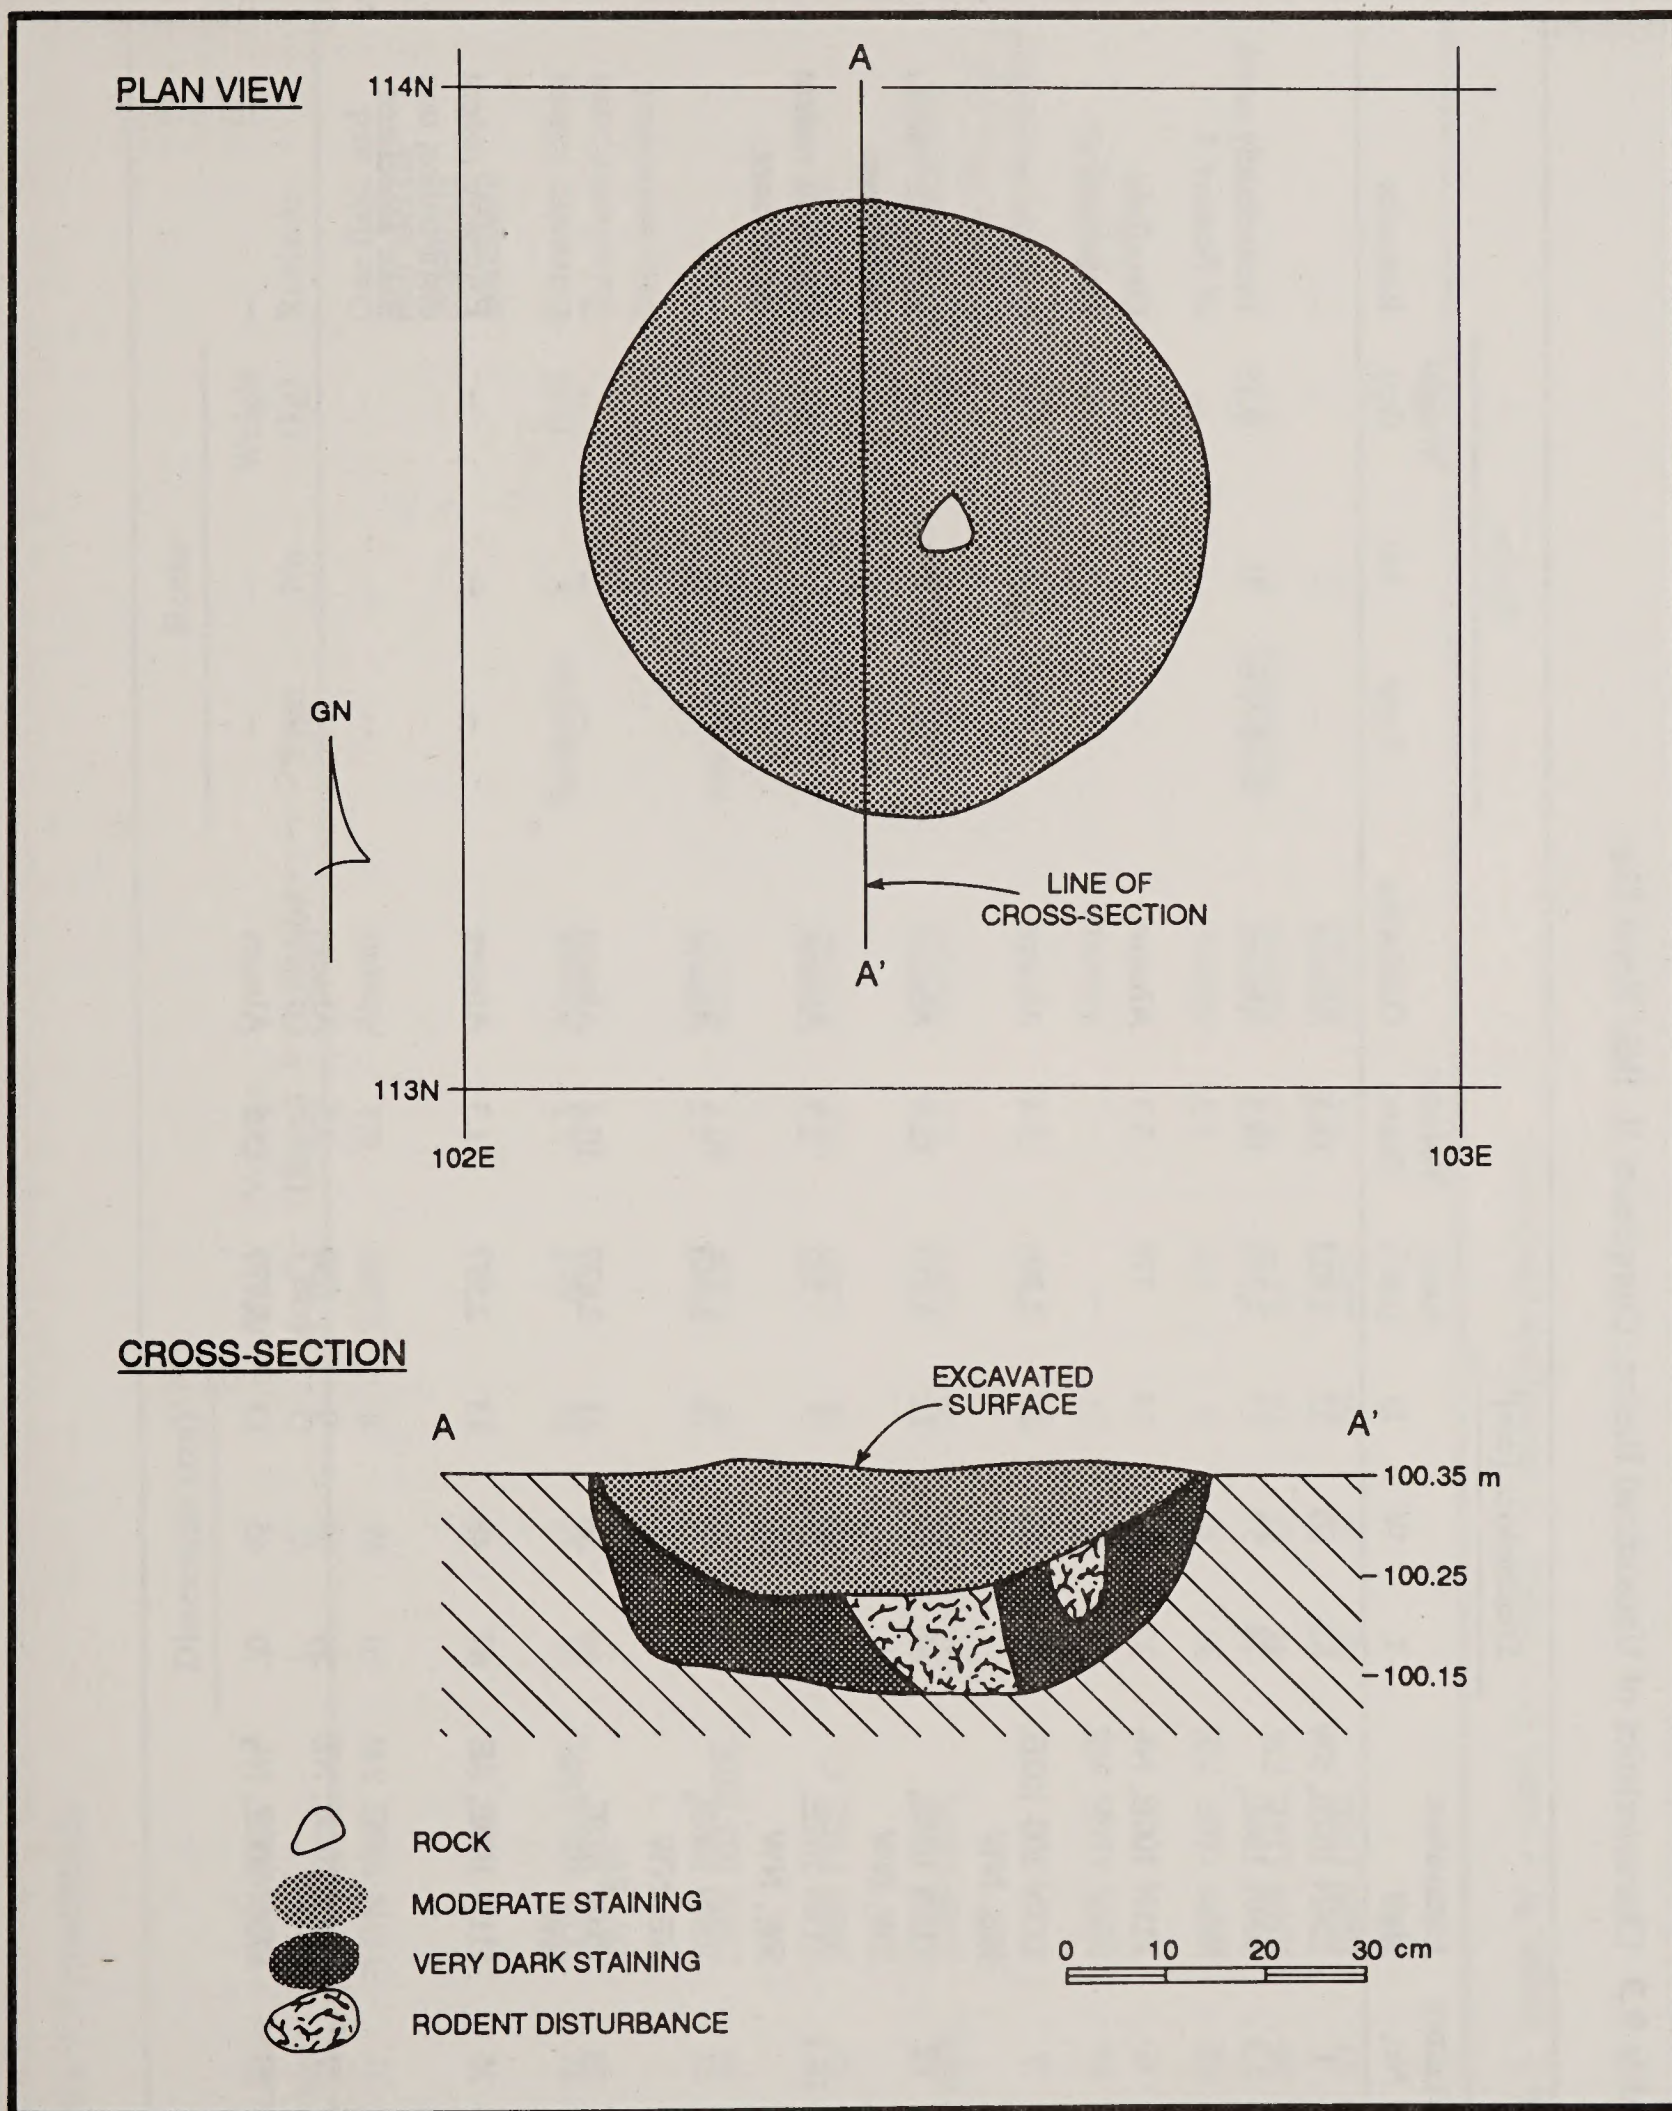 PLAN VIEW
114N
A
GN
LINE OF
CROSS-SECTION
A'
113N
102E
103E
CROSS-SECTION
EXCAVATED
SURFACE
A
A'
100.35 m
100.25
100.15
ROCK
MODERATE STAINING
VERY DARK STAINING
RODENT DISTURBANCE
0 10 20 30 cm